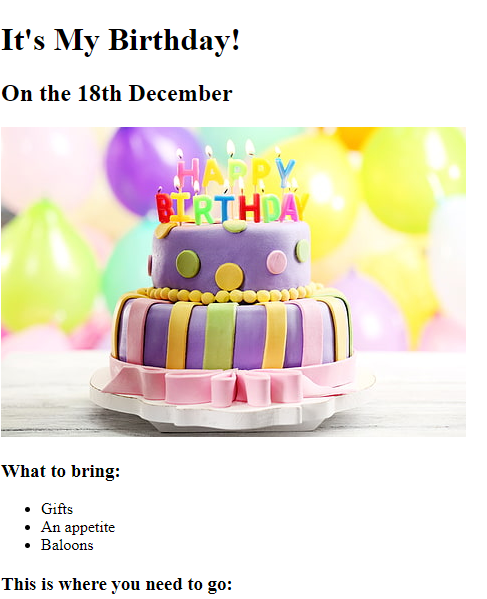 It's My Birthday!
On the 18th December
HAPPY
BIRTHDAY
What to bring:
Gifts
An appetite
Baloons
This is where you need to go: